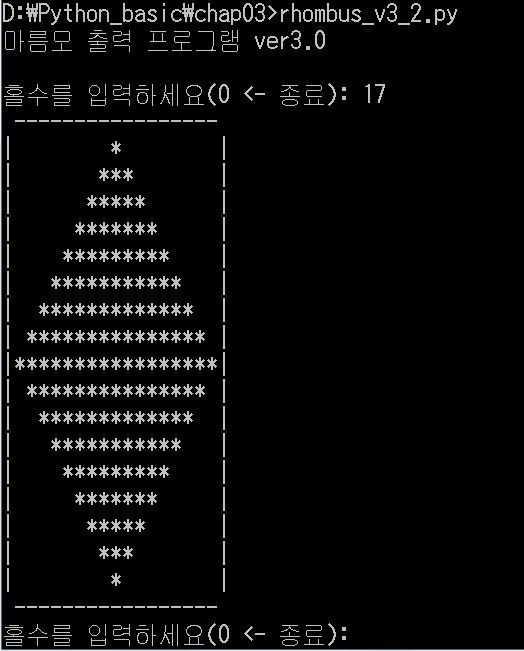 D:\Python_basic\chap03>rhombus_v3_2.py
마름모 출력 프로그램 ver3.0
홀수를 입력하세요(0 <- 종료): 17
 -----------------
|        *        |
|       ***       |
|      *****      |
|     *******     |
|    *********    |
|   ***********   |
|  *************  |
| *************** |
|*****************|
| *************** |
|  *************  |
|   ***********   |
|    *********    |
|     *******     |
|      *****      |
|       ***       |
|        *        |
 -----------------
홀수를 입력하세요(0 <- 종료):